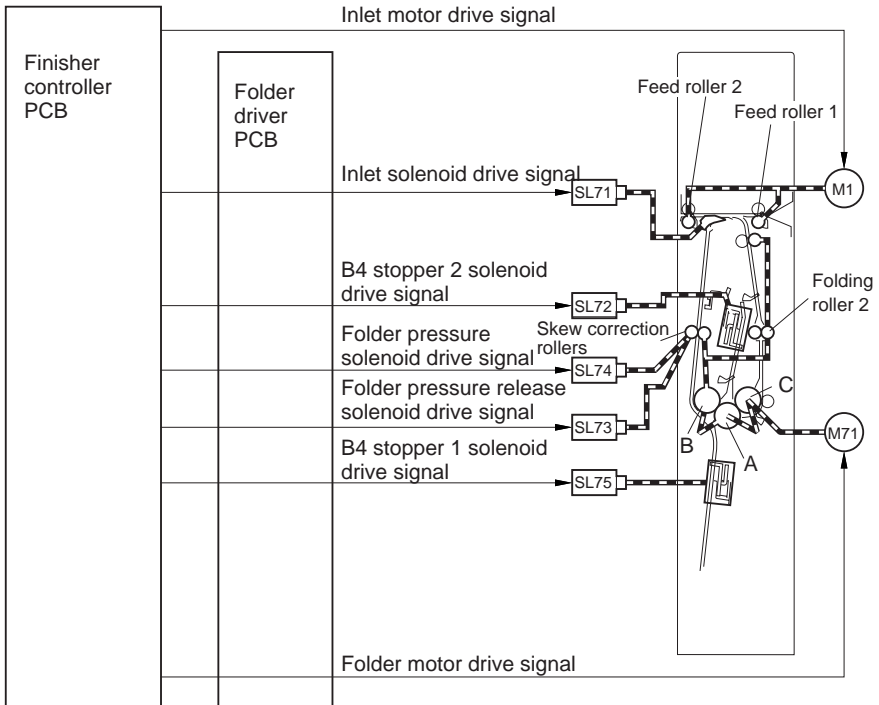 Inlet motor drive signal
Finisher
controller
PCB
Folder
driver
PCB
Feed roller 2
Feed roller 1
Inlet solenoid drive signal
SL71
M1
B4 stopper 2 solenoid
drive signal
SL72
Folding
roller 2
Skew correction
rollers
Folder pressure
solenoid drive signal
SL74
Folder pressure release
solenoid drive signal
SL73
C
B
A
M71
B4 stopper 1 solenoid
drive signal
SL75
Folder motor drive signal